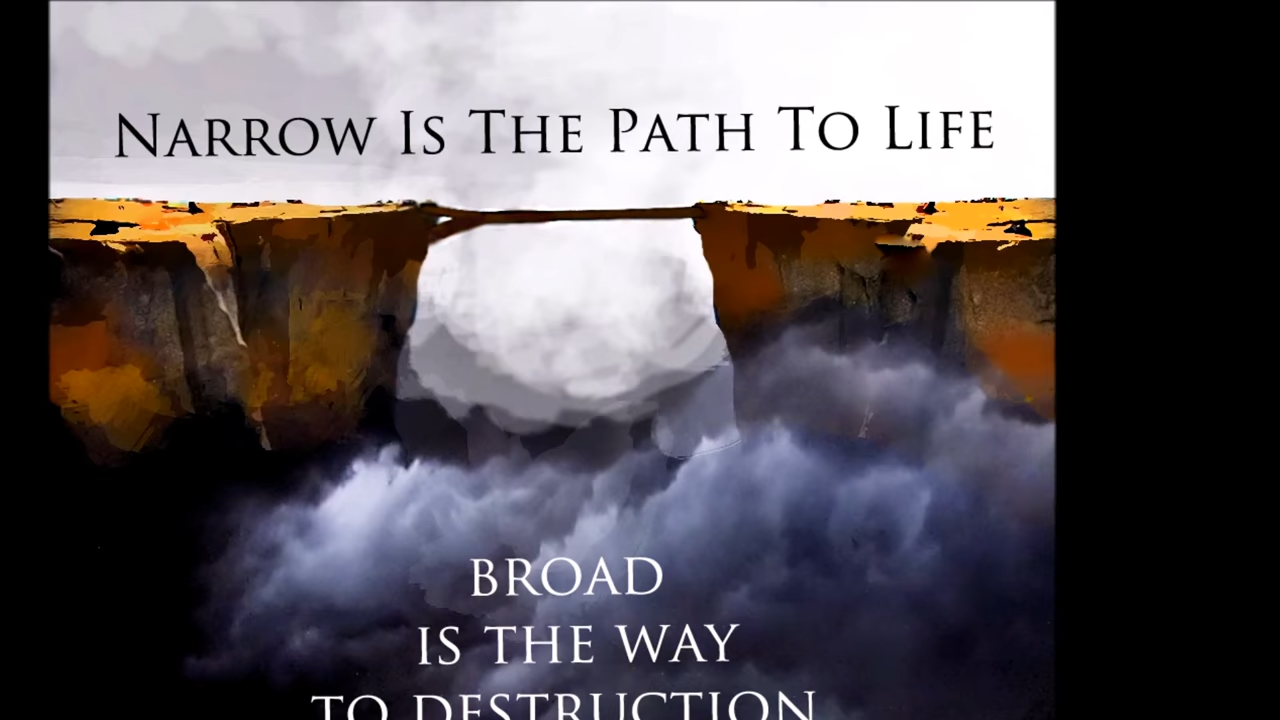 Narrow Is The Path To Life
BROAD
IS THE WAY
TO DESTRUCTION